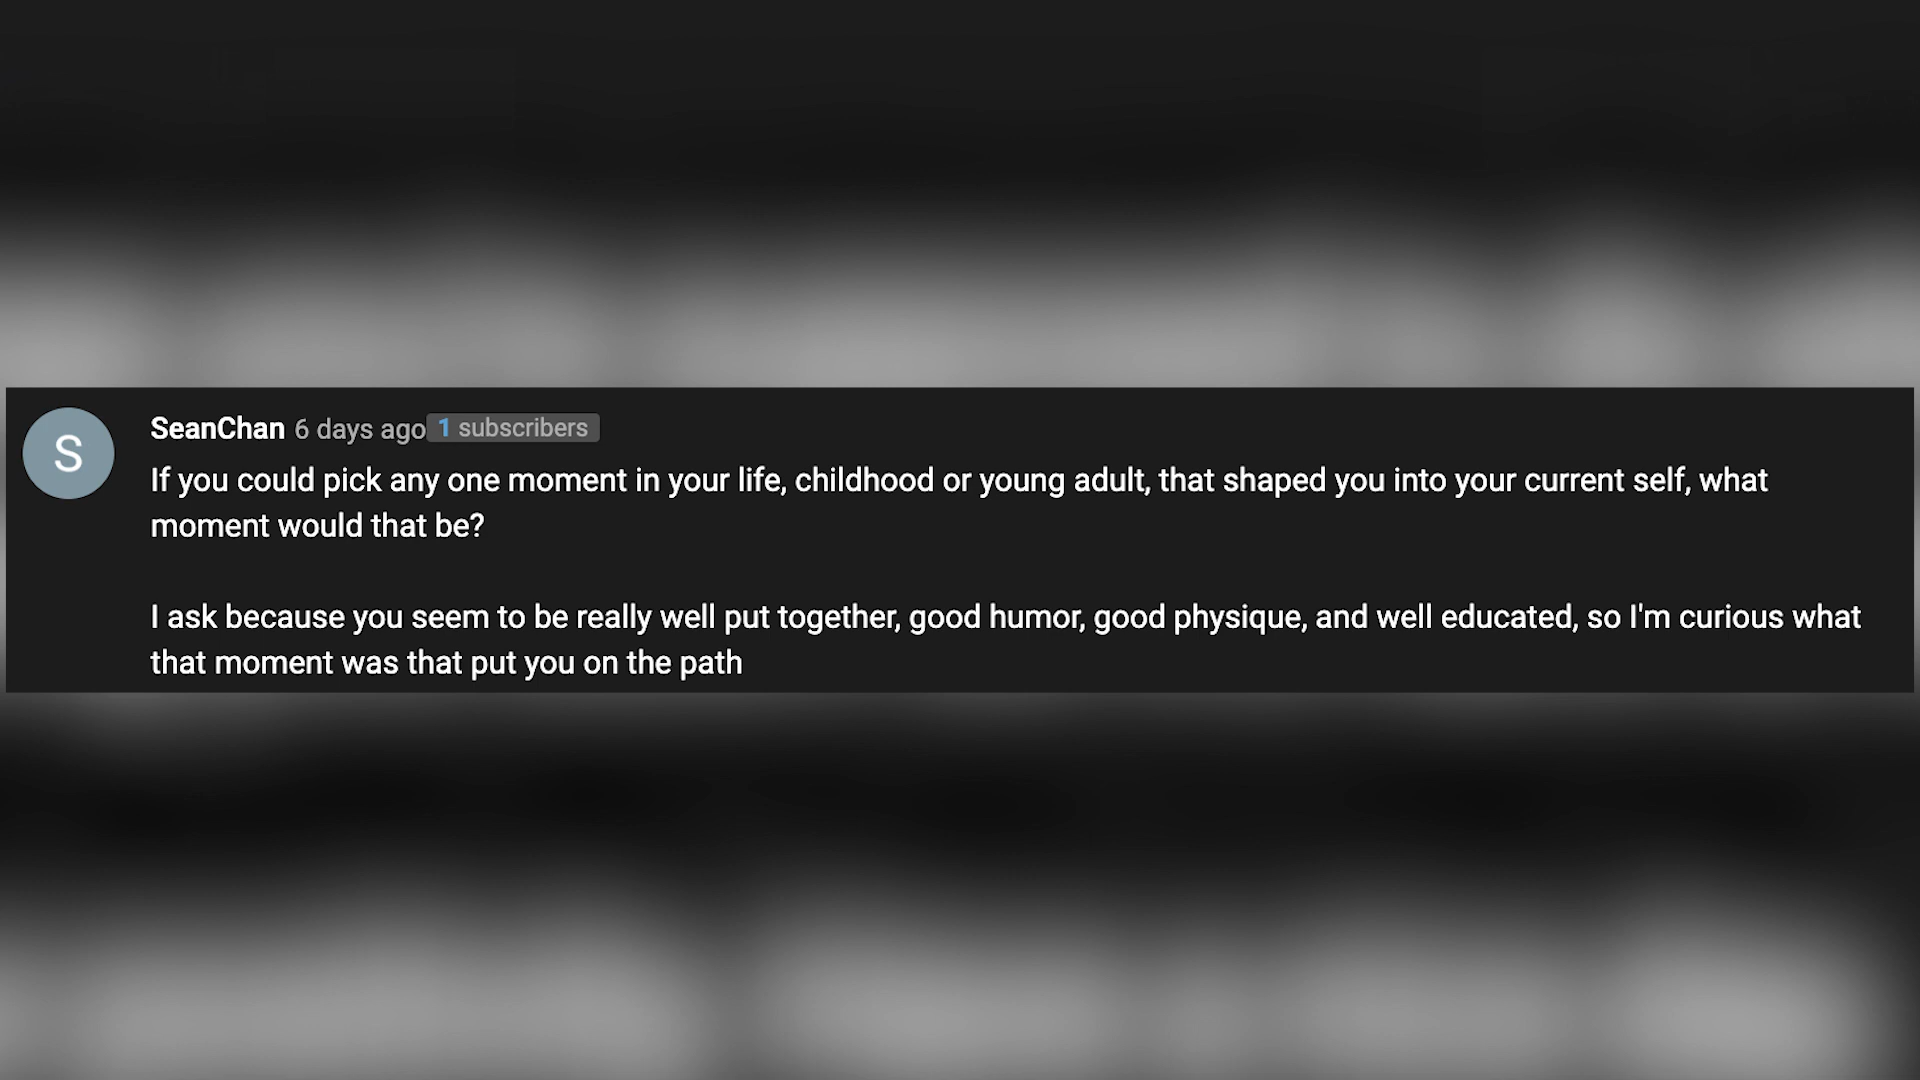 S
SeanChan 6 days ago 1 subscribers
If you could pick any one moment in your life, childhood or young adult, that shaped you into your current self, what
moment would that be?
I ask because you seem to be really well put together, good humor, good physique, and well educated, so I'm curious what
that moment was that put you on the path